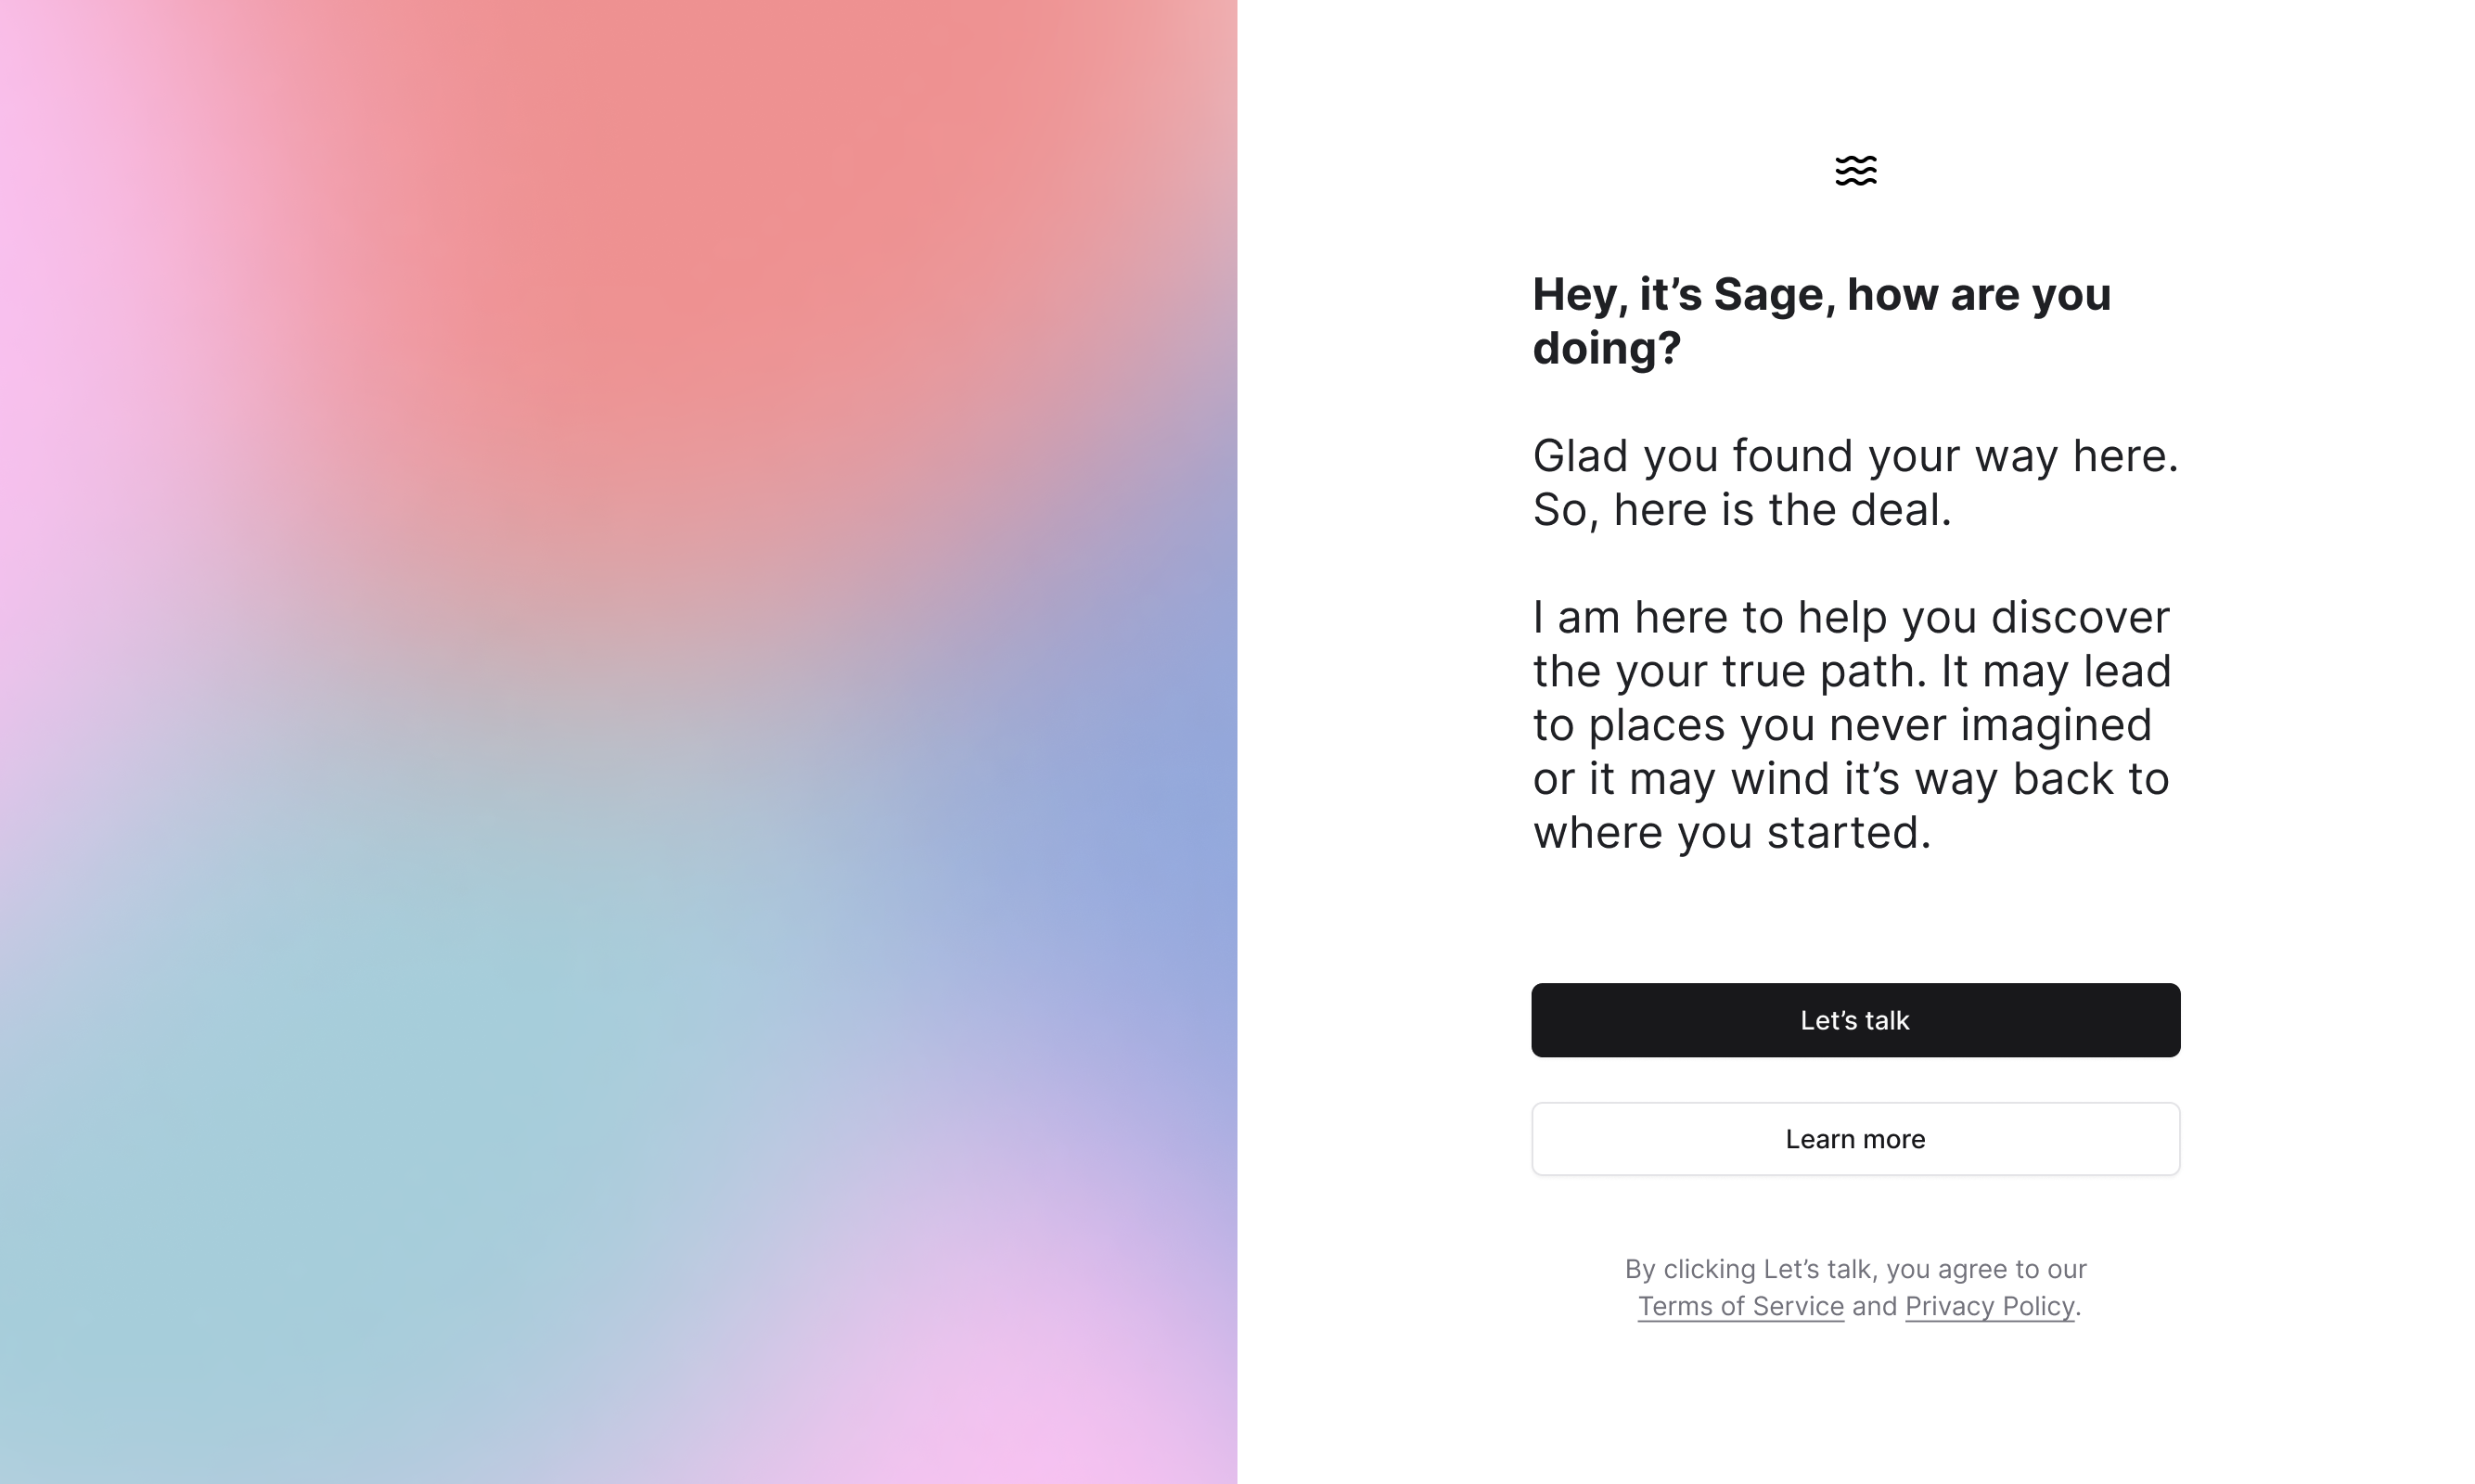 Hey, it’s Sage, how are you
doing?
Glad you found your way here.
So, here is the deal.
I am here to help you discover
the your true path. It may lead
to places you never imagined
or it may wind it’s way back to
where you started.
Let’s talk
Learn more
By clicking Let’s talk, you agree to our
Terms of Service and Privacy Policy.